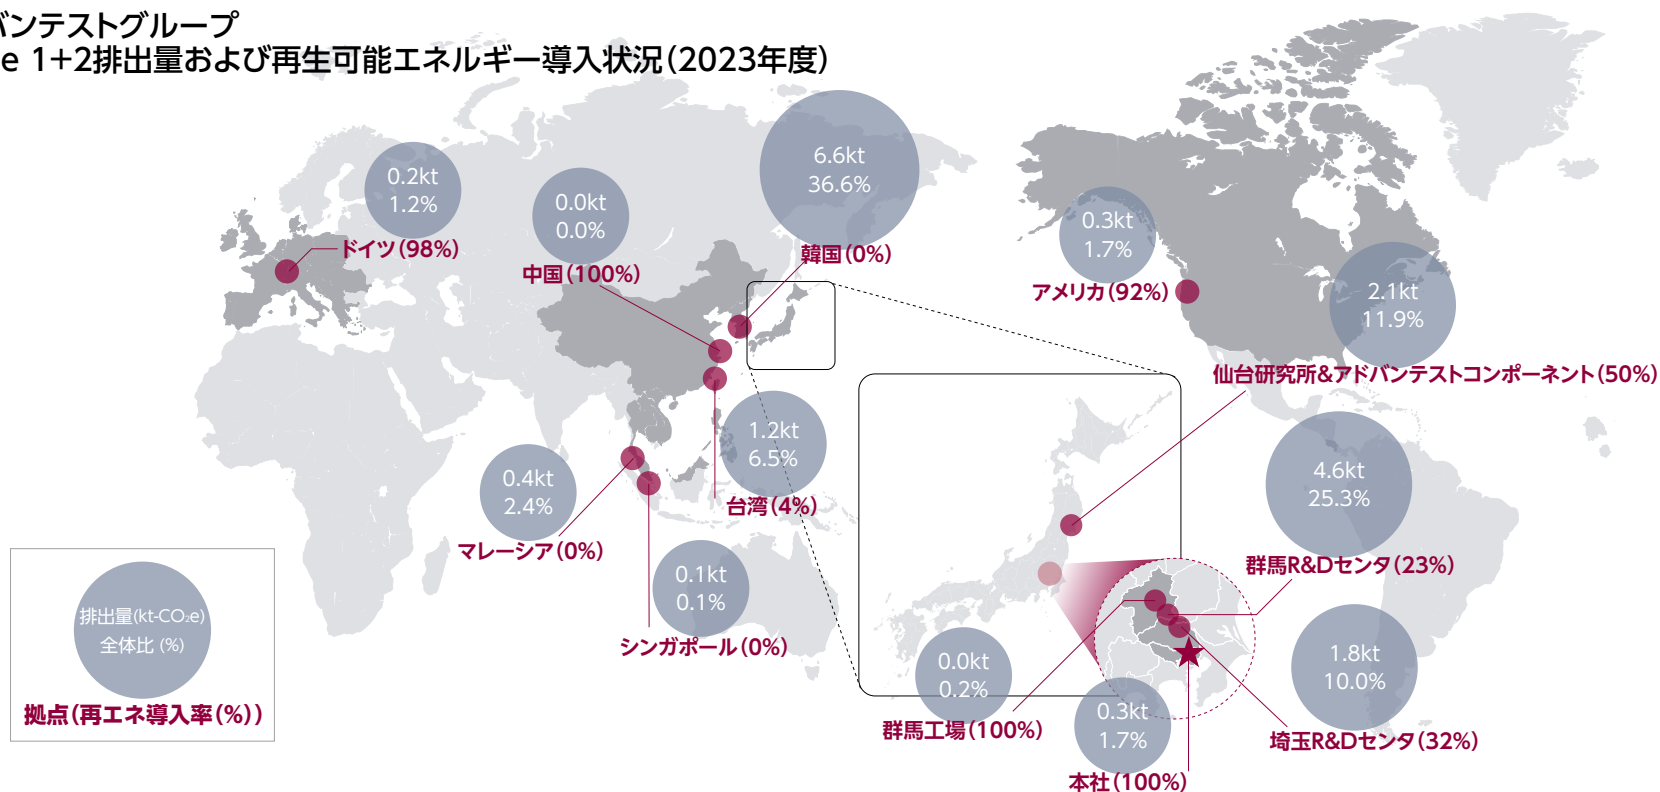 バンテストグループ
e 1+2排出量および再生可能エネルギー導入状況(2023年度)
0.2kt
1.2%
ドイツ(98%)
0.0kt
0.0%
中国(100%)
6.6kt
36.6%
韓国(0%)
0.3kt
1.7%
アメリカ(92%)
2.1kt
11.9%
仙台研究所&アドバンテストコンポーネント(50%)
1.2kt
6.5%
台湾(4%)
0.4kt
2.4%
マレーシア(0%)
0.1kt
0.1%
シンガポール(0%)
4.6kt
25.3%
群馬R&Dセンタ(23%)
1.8kt
10.0%
埼玉R&Dセンタ(32%)
0.0kt
0.2%
群馬工場(100%)
0.3kt
1.7%
本社(100%)
排出量(kt-CO₂e)
全体比 (%)
拠点(再エネ導入率(%))